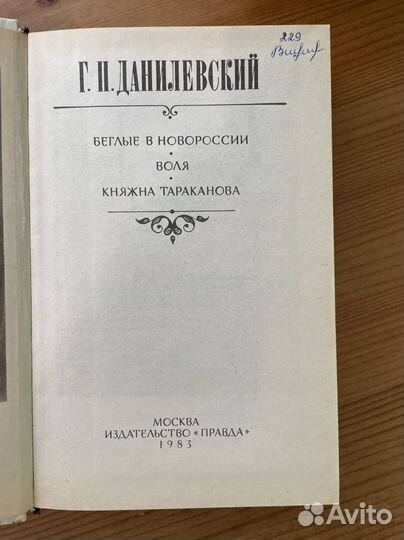 229
Г. П. ДАНИЛЕВСКИЙ
БЕГЛЫЕ В НОВОРОССИИ
•
ВОЛЯ
•
КНЯЖНА ТАРАКАНОВА
МОСКВА
ИЗДАТЕЛЬСТВО «ПРАВДА»
1983
Avito